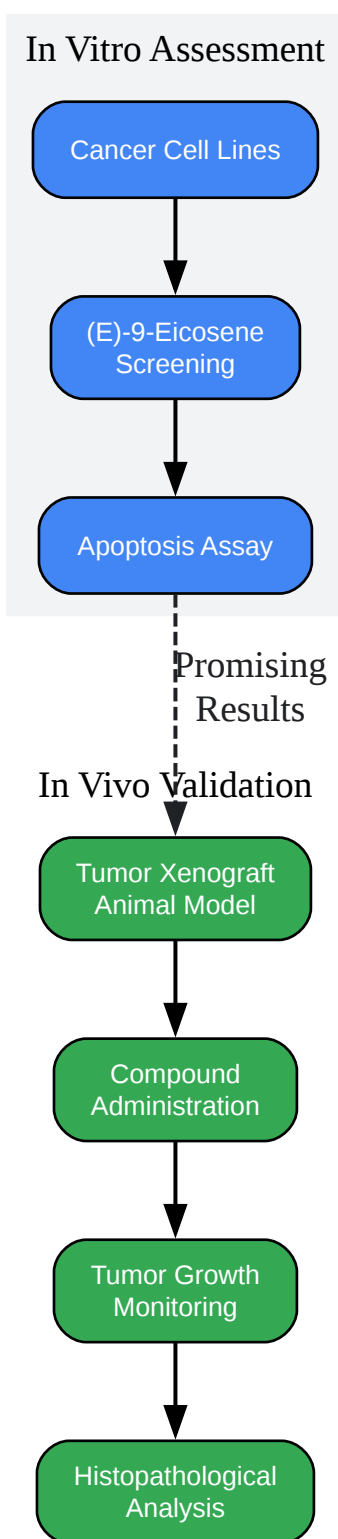 In Vitro Assessment
Cancer Cell Lines
(E)-9-Eicosene
Screening
Apoptosis Assay
Promising
Results
In Vivo Validation
Tumor Xenograft
Animal Model
Compound
Administration
Tumor Growth
Monitoring
Histopathological
Analysis